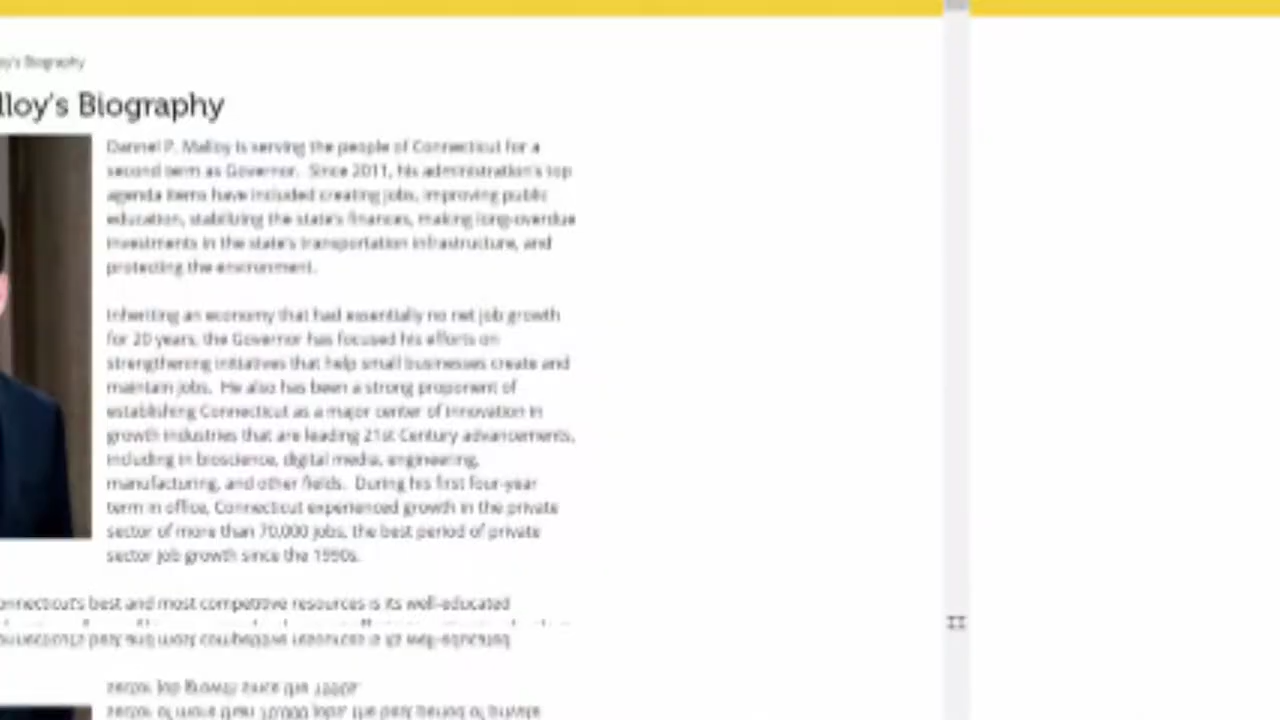 oy's Biography
lloy's Biography
Dannel P. Malloy is serving the people of Connecticut for a
second term as Governor. Since 2011, his administration's top
agenda items have included creating jobs, improving public
education, stabilizing the state's finances, making long-overdue
investments in the state's transportation infrastructure, and
protecting the environment.
Inheriting an economy that had essentially no net job growth
for 20 years, the Governor has focused his efforts on
strengthening initiatives that help small businesses create and
maintain jobs. He also has been a strong proponent of
establishing Connecticut as a major center of innovation in
growth industries that are leading 21st Century advancements,
including in bioscience, digital media, engineering,
manufacturing, and other fields. During his first four-year
term in office, Connecticut experienced growth in the private
sector of more than 70,000 jobs, the best period of private
sector job growth since the 1990s.
onnecticut's best and most competitive resources is its well-educated